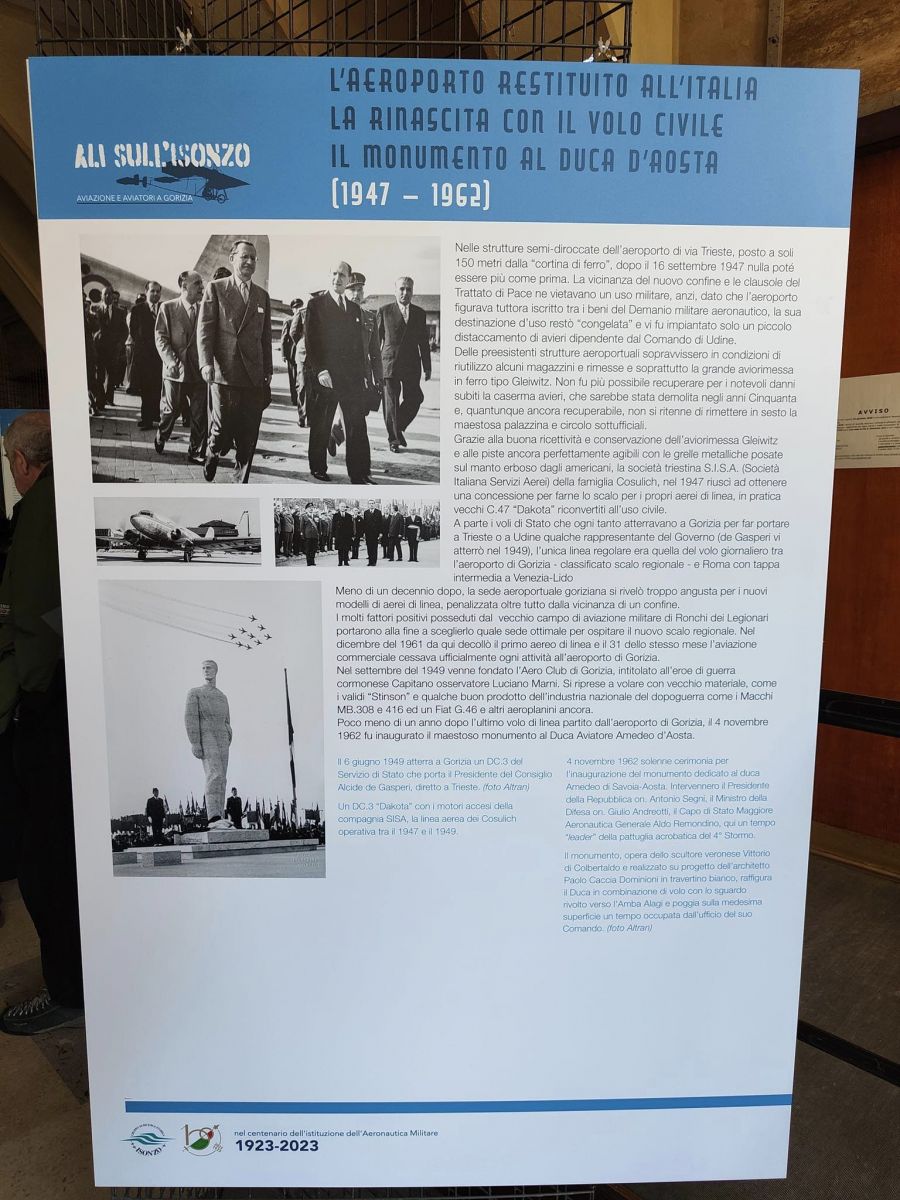 L'AEROPORTO RESTITUITO ALL'ITALIA
LA RINASCITA CON IL VOLO CIVILE
IL MONUMENTO AL DUCA D'AOSTA
(1947 – 1962)
ALI SULL'ISONZO
AVIAZIONE E AVIATORI A GORIZIA
Nelle strutture semi-diroccate dell'aeroporto di via Trieste, posto a soli
150 metri dalla "cortina di ferro", dopo il 16 settembre 1947 nulla poté
essere più come prima. La vicinanza del nuovo confine e le clausole del
Trattato di Pace ne vietavano un uso militare, anzi, dato che l'aeroporto
figurava tuttora iscritto tra i beni del Demanio militare aeronautico, la sua
destinazione d'uso restò "congelata" e vi fu impiantato solo un piccolo
distaccamento di avieri dipendente dal Comando di Udine.
Delle preesistenti strutture aeroportuali sopravvissero in condizioni di
riutilizzo alcuni magazzini e rimesse e soprattutto la grande aviorimessa
in ferro tipo Gleiwitz. Non fu più possibile recuperare per i notevoli danni
subiti la caserma avieri, che sarebbe stata demolita negli anni Cinquanta
e, quantunque ancora recuperabile, non si ritenne di rimettere in sesto la
maestosa palazzina e circolo sottufficiali.
Grazie alla buona ricettività e conservazione dell'aviorimessa Gleiwitz
e alle piste ancora perfettamente agibili con le grelle metalliche posate
sul manto erboso dagli americani, la società triestina S.I.S.A. (Società
Italiana Servizi Aerei) della famiglia Cosulich, nel 1947 riuscì ad ottenere
una concessione per farne lo scalo per i propri aerei di linea, in pratica
vecchi C.47 "Dakota" riconvertiti all'uso civile.
A parte i voli di Stato che ogni tanto atterravano a Gorizia per far portare
a Trieste o a Udine qualche rappresentante del Governo (de Gasperi vi
atterrò nel 1949), l'unica linea regolare era quella del volo giornaliero tra
l'aeroporto di Gorizia - classificato scalo regionale - e Roma con tappa
intermedia a Venezia-Lido
Meno di un decennio dopo, la sede aeroportuale goriziana si rivelò troppo angusta per i nuovi
modelli di aerei di linea, penalizzata oltre tutto dalla vicinanza di un confine.
I molti fattori positivi posseduti dal vecchio campo di aviazione militare di Ronchi dei Legionari
portarono alla fine a sceglierlo quale sede ottimale per ospitare il nuovo scalo regionale. Nel
dicembre del 1961 da qui decollò il primo aereo di linea e il 31 dello stesso mese l'aviazione
commerciale cessava ufficialmente ogni attività all'aeroporto di Gorizia.
Nel settembre del 1949 venne fondato l'Aero Club di Gorizia, intitolato all'eroe di guerra
cormonese Capitano osservatore Luciano Marni. Si riprese a volare con vecchio materiale, come
i validi "Stinson" e qualche buon prodotto dell'industria nazionale del dopoguerra come i Macchi
MB.308 e 416 ed un Fiat G.46 e altri aeroplanini ancora.
Poco meno di un anno dopo l'ultimo volo di linea partito dall'aeroporto di Gorizia, il 4 novembre
1962 fu inaugurato il maestoso monumento al Duca Aviatore Amedeo d'Aosta.
Il 6 giugno 1949 atterra a Gorizia un DC.3 del
Servizio di Stato che porta il Presidente del Consiglio
Alcide de Gasperi, diretto a Trieste. (foto Altran)
Un DC.3 "Dakota" con i motori accesi della
compagnia SISA, la linea aerea dei Cosulich
operativa tra il 1947 e il 1949.
4 novembre 1962 solenne cerimonia per
l'inaugurazione del monumento dedicato al duca
Amedeo di Savoia-Aosta. Intervennero il Presidente
della Repubblica on. Antonio Segni, il Ministro della
Difesa on. Giulio Andreotti, il Capo di Stato Maggiore
Aeronautica Generale Aldo Remondino, qui un tempo
"leader" della pattuglia acrobatica del 4° Stormo.
Il monumento, opera dello scultore veronese Vittorio
di Colbertaldo e realizzato su progetto dell'architetto
Paolo Caccia Dominioni in travertino bianco, raffigura
il Duca in combinazione di volo con lo sguardo
rivolto verso l'Amba Alagi e poggia sulla medesima
superficie un tempo occupata dall'ufficio del suo
Comando. (foto Altran)
ISONZO
nel centenario dell'istituzione dell'Aeronautica Militare
1923-2023
AVVISO